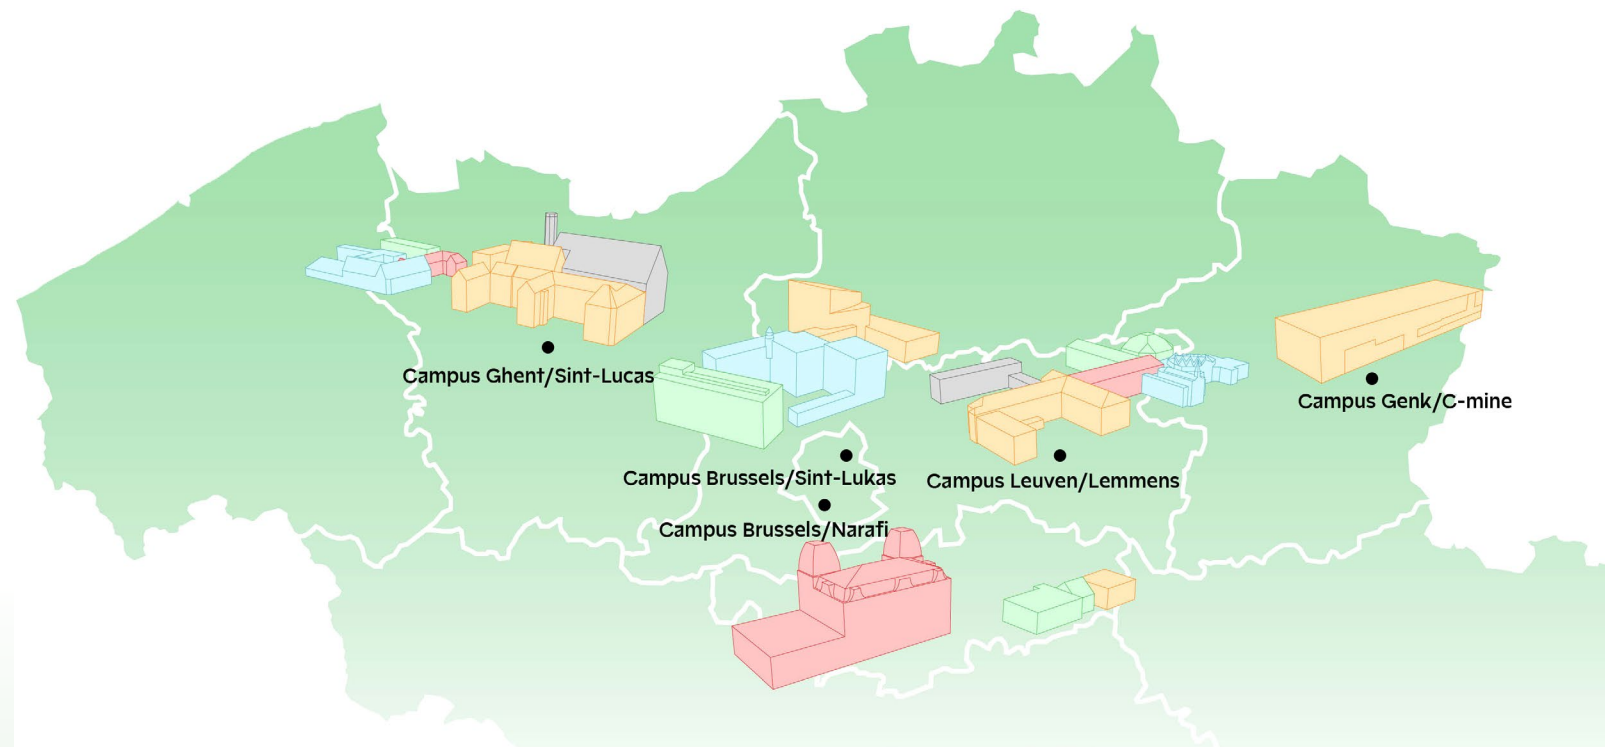 Campus Ghent/Sint-Lucas
Campus Genk/C-mine
Campus Brussels/Sint-Lukas
Campus Leuven/Lemmens
Campus Brussels/Narafi